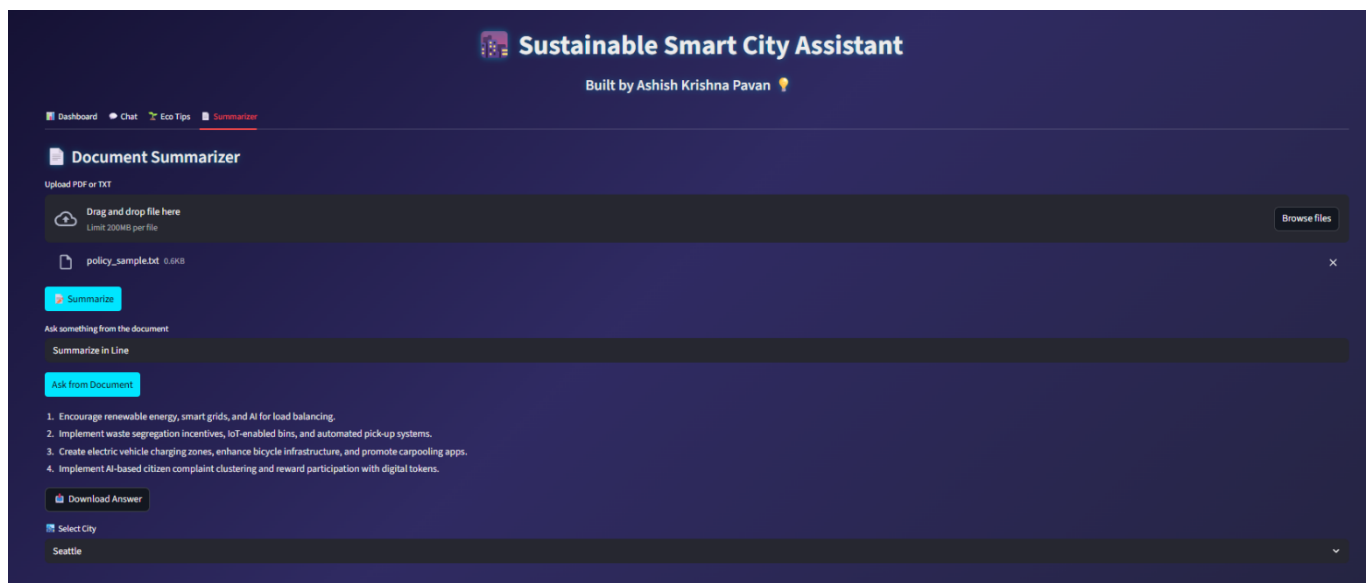 Sustainable Smart City Assistant
Built by Ashish Krishna Pavan
Dashboard Chat Eco Tips Summarizer
Document Summarizer
Upload PDF or TXT
Drag and drop file here
Limit 200MB per file
Browse files
policy_sample.txt 0.6KB
Summarize
Ask something from the document
Summarize in Line
Ask from Document
1. Encourage renewable energy, smart grids, and AI for load balancing.
2. Implement waste segregation incentives, IoT-enabled bins, and automated pick-up systems.
3. Create electric vehicle charging zones, enhance bicycle infrastructure, and promote carpooling apps.
4. Implement AI-based citizen complaint clustering and reward participation with digital tokens.
Download Answer
Select City
Seattle